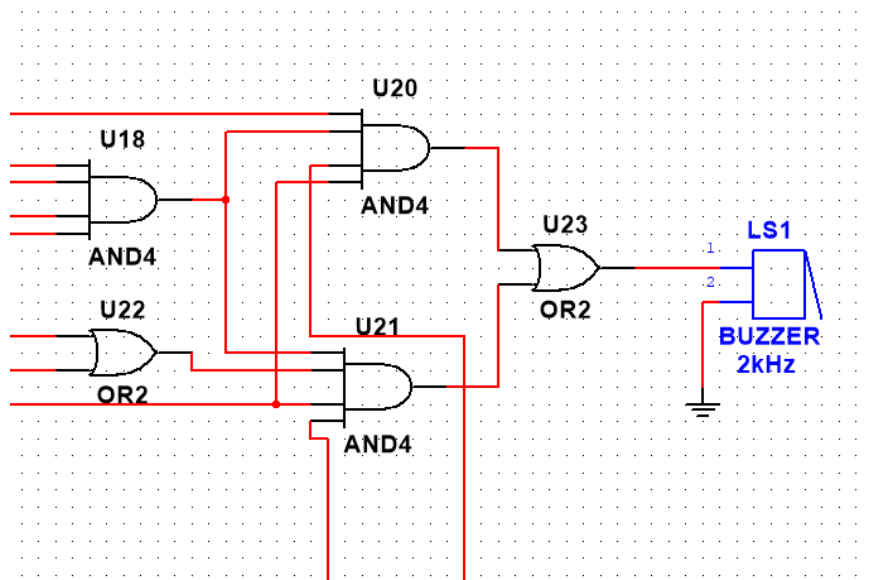 U20
U18
AND4
U23
LS1
1
AND4
2
U22
U21
OR2
BUZZER
2kHz
OR2
AND4